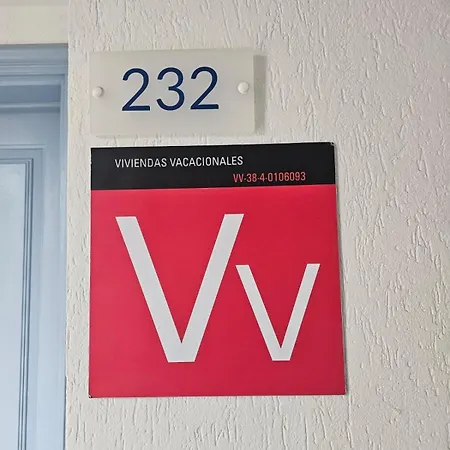 232
VIVIENDAS VACACIONALES
VV-38-4-0106093
Vv